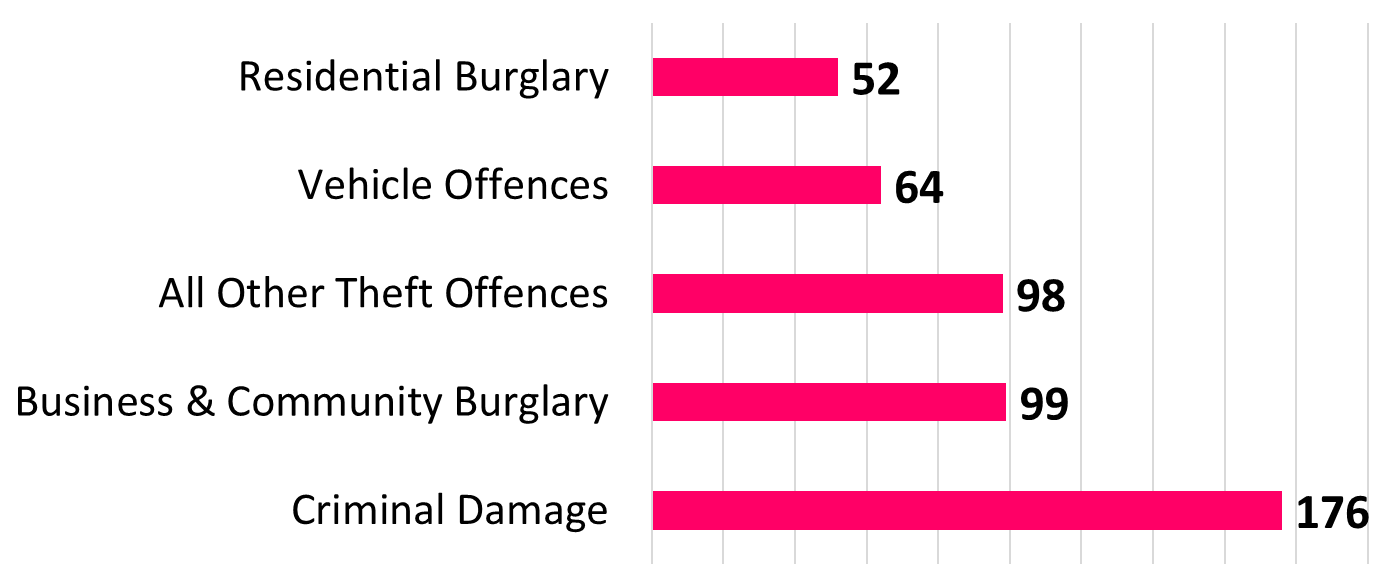 Residential Burglary 52
Vehicle Offences 64
All Other Theft Offences 98
Business & Community Burglary 99
Criminal Damage 176